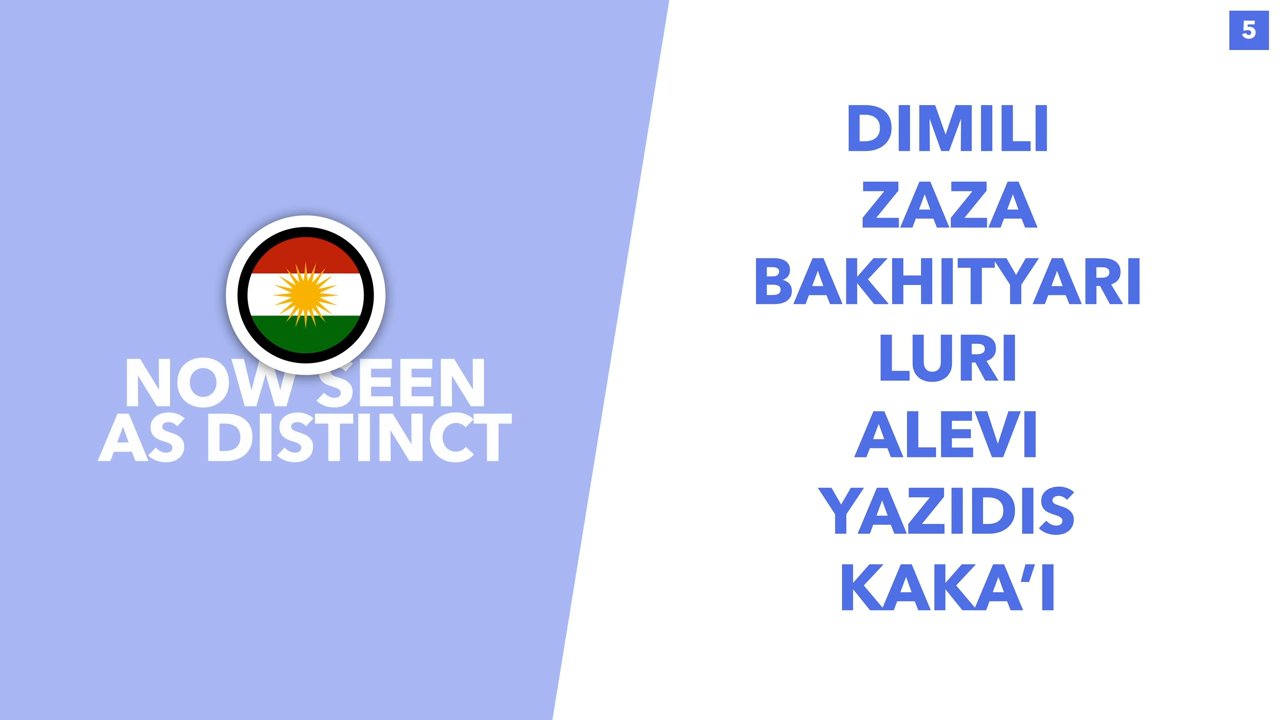 5
NOW SEEN
AS DISTINCT
DIMILI
ZAZA
BAKHITYARI
LURI
ALEVI
YAZIDIS
KAKA’I